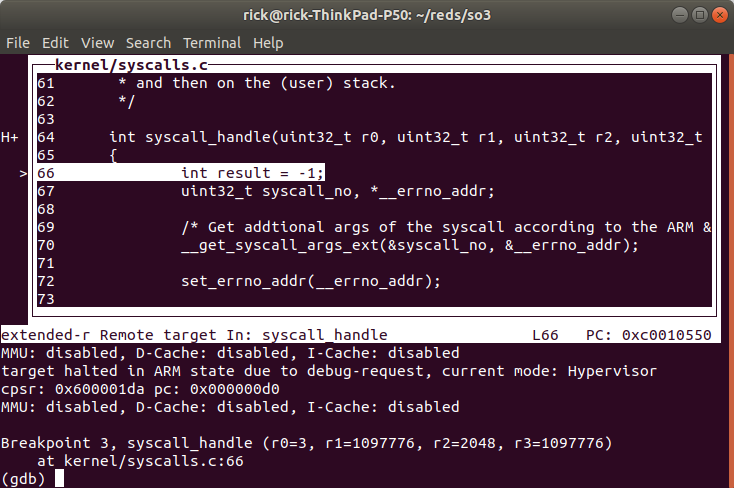 rick@rick-ThinkPad-P50: ~/reds/so3
File Edit View Search Terminal Help
kernel/syscalls.c
61 * and then on the (user) stack.
62 */
63
H+ 64 int syscall_handle(uint32_t r0, uint32_t r1, uint32_t r2, uint32_t
65 {
> 66 int result = -1;
67 uint32_t syscall_no, *__errno_addr;
68
69 /* Get addtional args of the syscall according to the ARM &
70 __get_syscall_args_ext(&syscall_no, &__errno_addr);
71
72 set_errno_addr(__errno_addr);
73
extended-r Remote target In: syscall_handle L66 PC: 0xc0010550
MMU: disabled, D-Cache: disabled, I-Cache: disabled
target halted in ARM state due to debug-request, current mode: Hypervisor
cpsr: 0x600001da pc: 0x000000d0
MMU: disabled, D-Cache: disabled, I-Cache: disabled
Breakpoint 3, syscall_handle (r0=3, r1=1097776, r2=2048, r3=1097776)
at kernel/syscalls.c:66
(gdb)